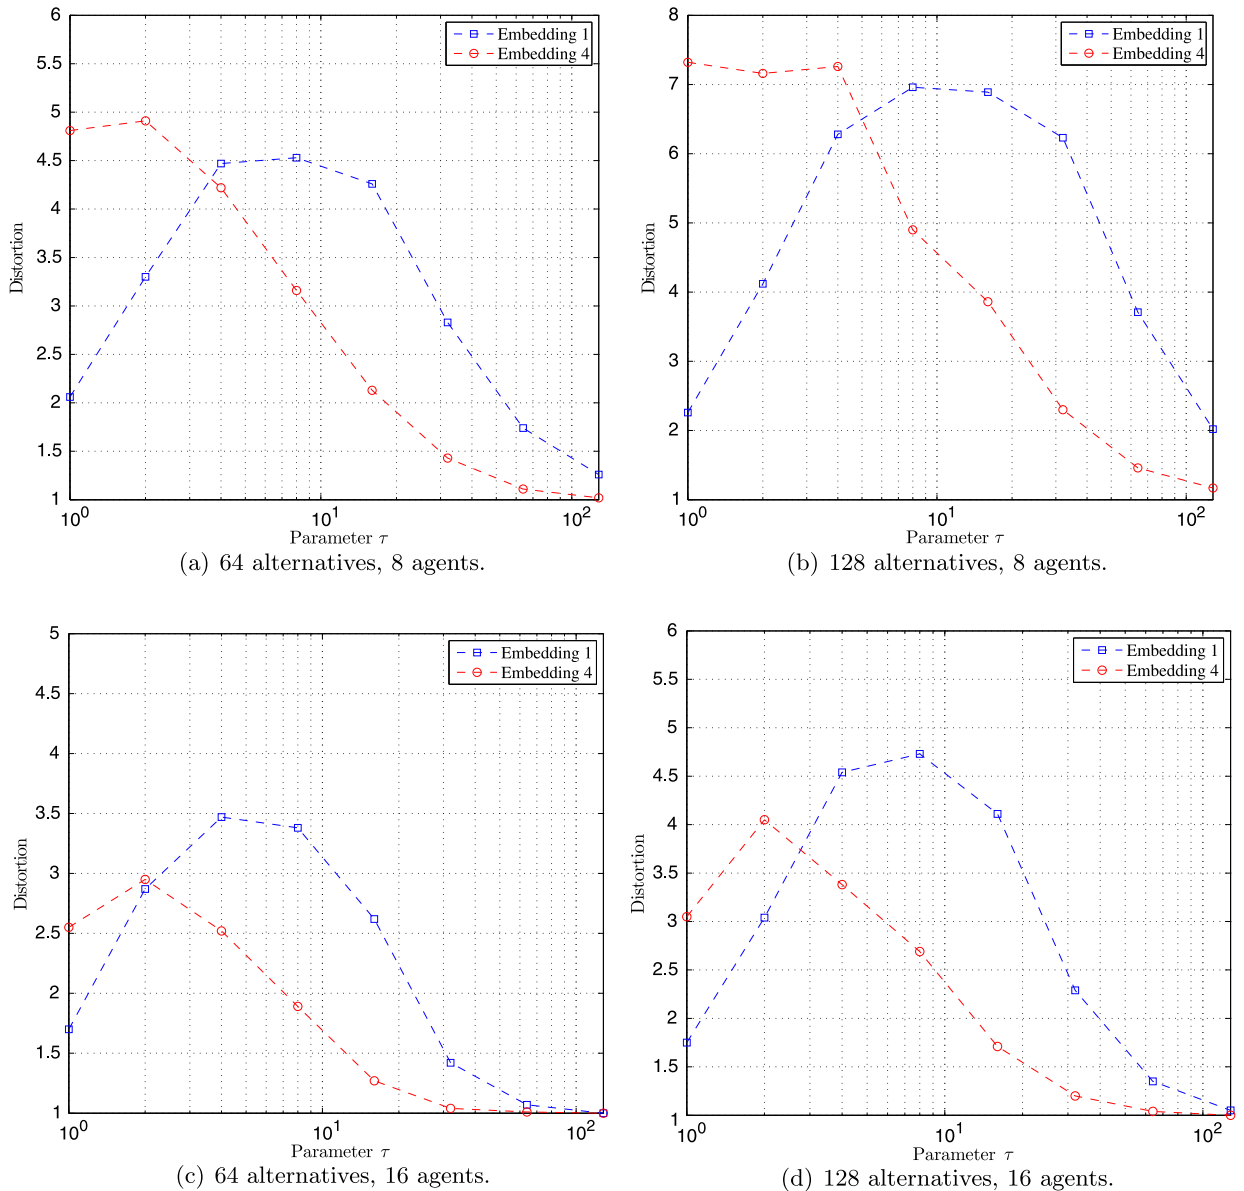 6
5.5
5
4.5
4
3.5
3
2.5
2
1.5
1
Distortion
Embedding 1
Embedding 4
10^0
10^1
10^2
Parameter τ
(a) 64 alternatives, 8 agents.
8
7
6
5
4
3
2
1
Distortion
Embedding 1
Embedding 4
10^0
10^1
10^2
Parameter τ
(b) 128 alternatives, 8 agents.
5
4.5
4
3.5
3
2.5
2
1.5
1
Distortion
Embedding 1
Embedding 4
10^0
10^1
10^2
Parameter τ
(c) 64 alternatives, 16 agents.
6
5.5
5
4.5
4
3.5
3
2.5
2
1.5
1
Distortion
Embedding 1
Embedding 4
10^0
10^1
10^2
Parameter τ
(d) 128 alternatives, 16 agents.